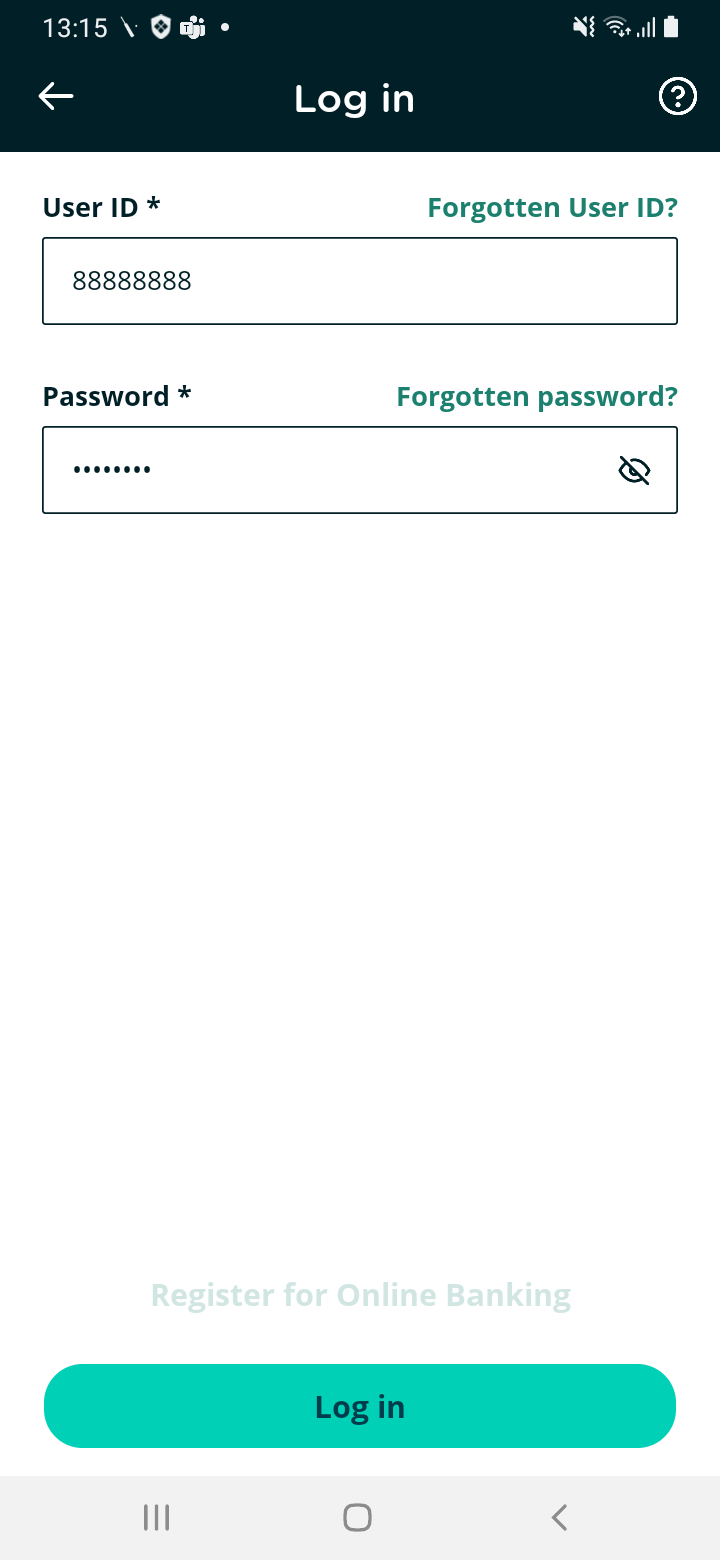 13:15
Log in
User ID * Forgotten User ID?
88888888
Password * Forgotten password?
••••••••
Register for Online Banking
Log in